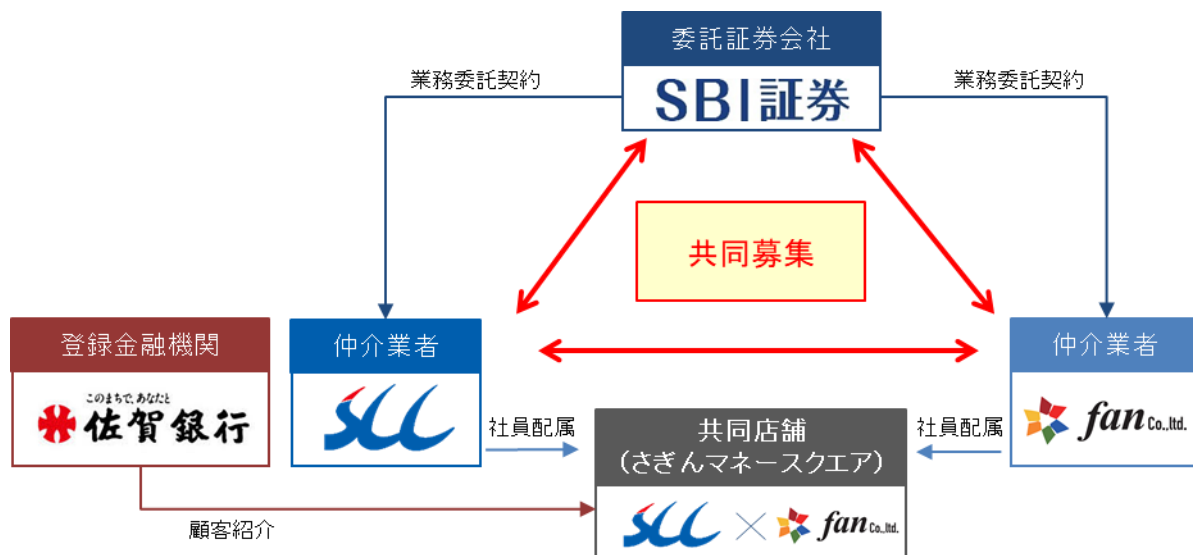 委託証券会社
SBI証券
業務委託契約
業務委託契約
共同募集
登録金融機関
このまちで、あなたと
佐賀銀行
仲介業者
SCC
仲介業者
fan Co.,ltd.
社員配属
社員配属
共同店舗
(さぎんマネースクエア)
SCC × fan Co.,ltd.
顧客紹介